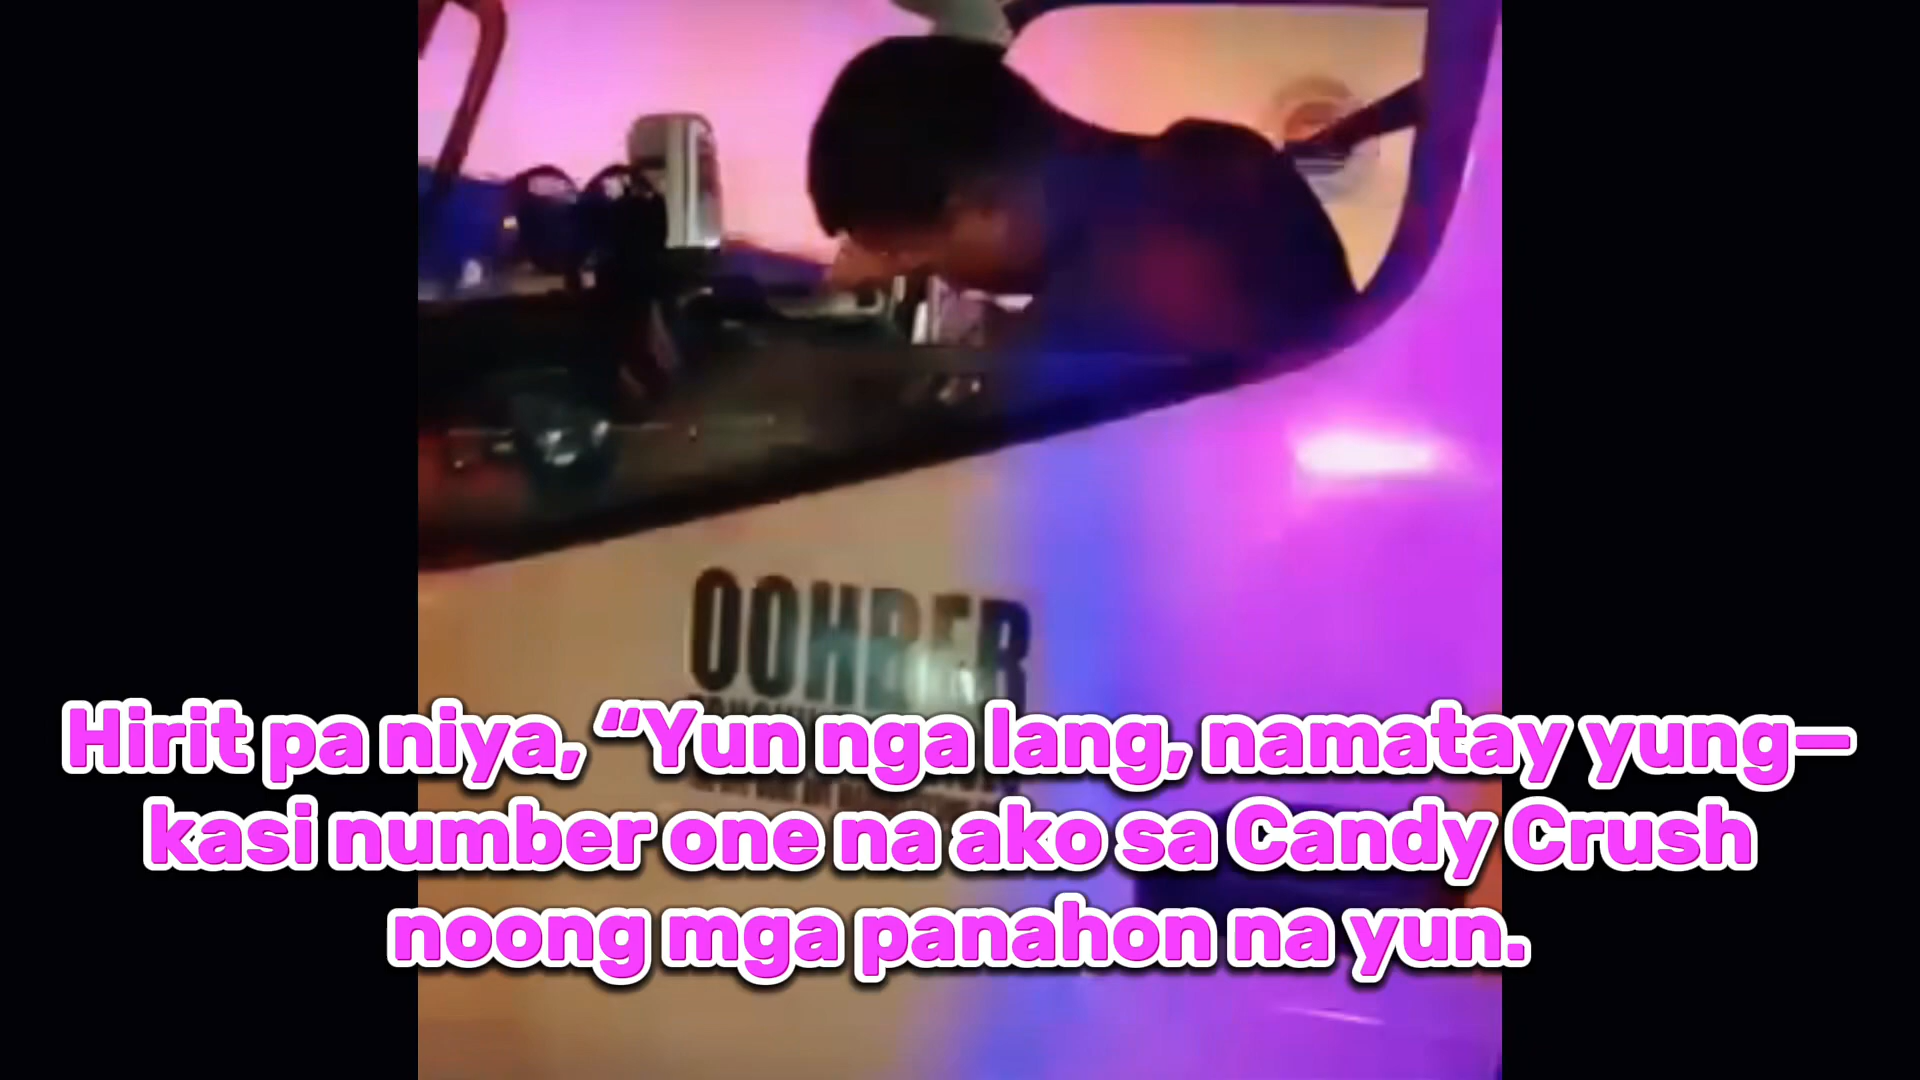 OOHBER
Hirit pa niya, “Yun nga lang, namatay yung—
kasi number one na ako sa Candy Crush
noong mga panahon na yun.